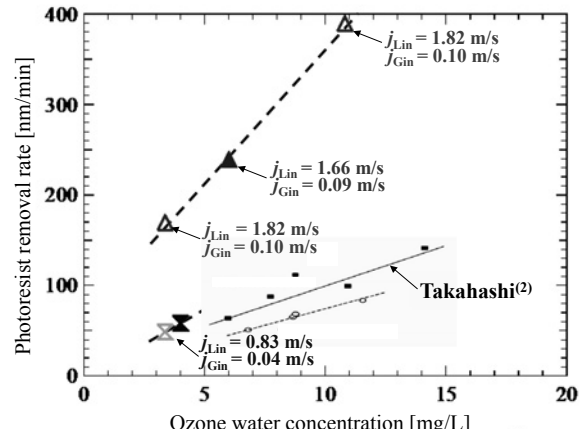 400
300
200
100
0
Photoresist removal rate [nm/min]
jLin = 1.82 m/s
jGin = 0.10 m/s
jLin = 1.66 m/s
jGin = 0.09 m/s
jLin = 1.82 m/s
jGin = 0.10 m/s
Takahashi(2)
jLin = 0.83 m/s
jGin = 0.04 m/s
0 5 10 15 20
Ozone water concentration [mg/L]